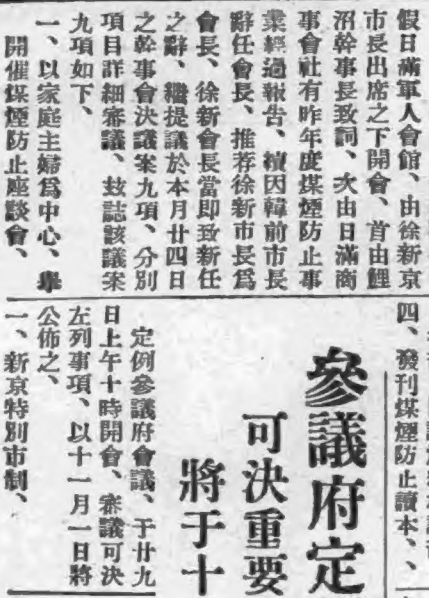 假日滿軍人會館、由徐新京
市長出席之下開會、首由鯉
沼幹事長致詞、次由日滿商
事會社有昨年度煤煙防止事
業經過報告、續因韓前市長
辭任會長、推荐徐新市長爲
會長、徐新會長當即致新任
之辭、繼提議於本月廿四日
之幹事會決議案九項、分別
項目詳細審議、玆誌該議案
九項如下、
一、以家庭主婦爲中心、舉
開催煤煙防止座談會、
四、發刊煤煙防止讀本、、
參議府定
可決重要
將于十
定例參議府會議、于廿九
日上午十時開會、審議可決
左列事項、以十一月一日將
公佈之、
一、新京特別市制、